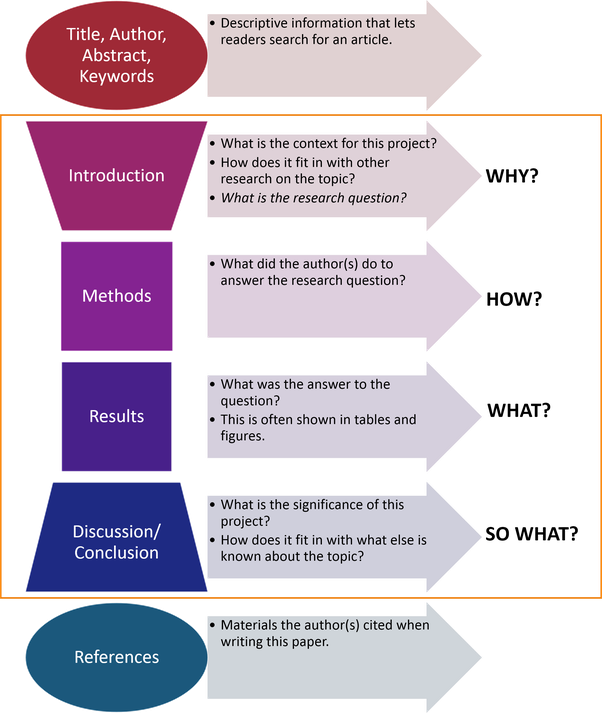 Title, Author,
Abstract,
Keywords
• Descriptive information that lets
readers search for an article.
Introduction
• What is the context for this project?
• How does it fit in with other
research on the topic?
• What is the research question?
WHY?
Methods
• What did the author(s) do to
answer the research question?
HOW?
Results
• What was the answer to the
question?
• This is often shown in tables and
figures.
WHAT?
Discussion/
Conclusion
• What is the significance of this
project?
• How does it fit in with what else is
known about the topic?
SO WHAT?
References
• Materials the author(s) cited when
writing this paper.